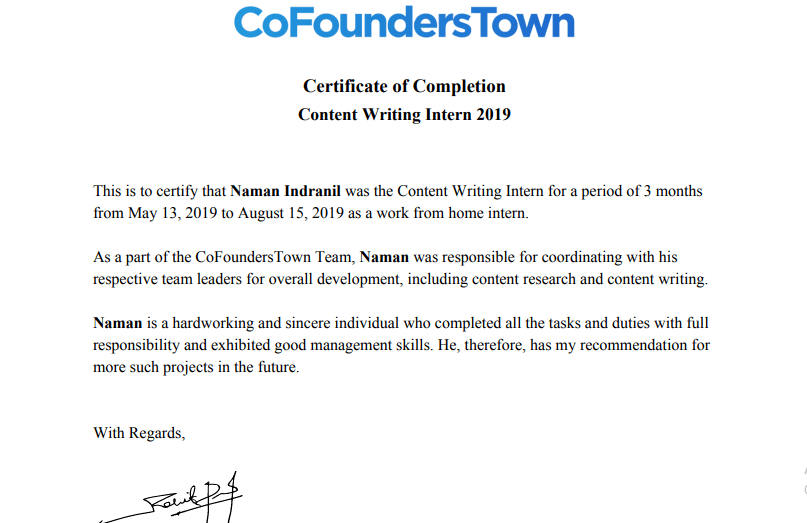 CoFoundersTown
Certificate of Completion
Content Writing Intern 2019
This is to certify that Naman Indranil was the Content Writing Intern for a period of 3 months
from May 13, 2019 to August 15, 2019 as a work from home intern.
As a part of the CoFoundersTown Team, Naman was responsible for coordinating with his
respective team leaders for overall development, including content research and content writing.
Naman is a hardworking and sincere individual who completed all the tasks and duties with full
responsibility and exhibited good management skills. He, therefore, has my recommendation for
more such projects in the future.
With Regards,